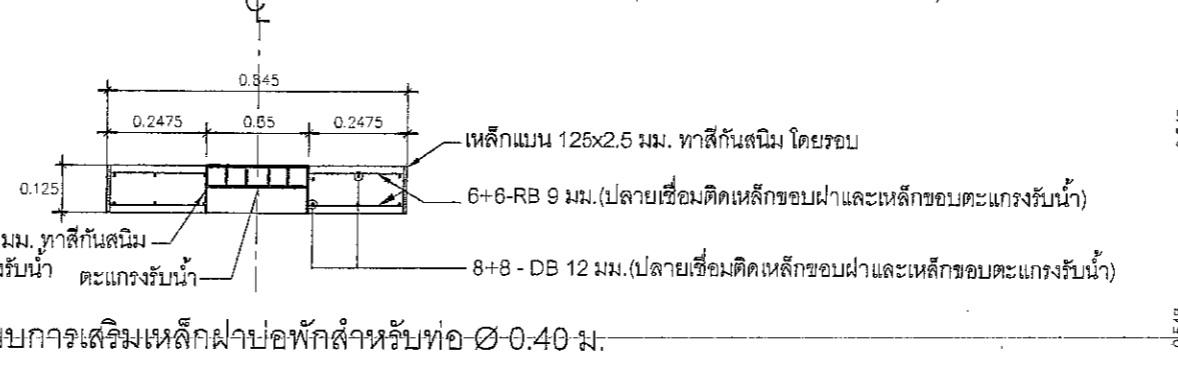 0.845
0.2475 0.55 0.2475
0.125
เหล็กแบน 125x2.5 มม. ทาสีกันสนิม โดยรอบ
6+6-RB 9 มม.(ปลายเชื่อมติดเหล็กขอบฝาและเหล็กขอบตะแกรงรับน้ำ)
มม. ทาสีกันสนิม
รับน้ำ ตะแกรงรับน้ำ
8+8 - DB 12 มม.(ปลายเชื่อมติดเหล็กขอบฝาและเหล็กขอบตะแกรงรับน้ำ)
บการเสริมเหล็กฝาบ่อพักสำหรับท่อ Ø 0.40 ม.